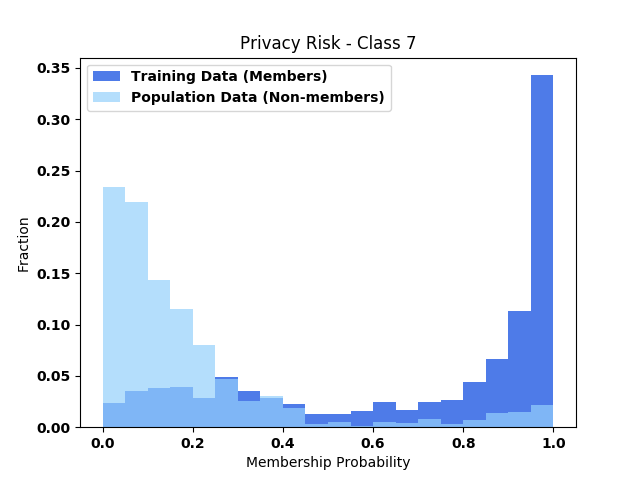 Privacy Risk - Class 7
Training Data (Members)
Population Data (Non-members)
0.35
0.30
0.25
0.20
0.15
0.10
0.05
0.00
Fraction
0.0 0.2 0.4 0.6 0.8 1.0
Membership Probability